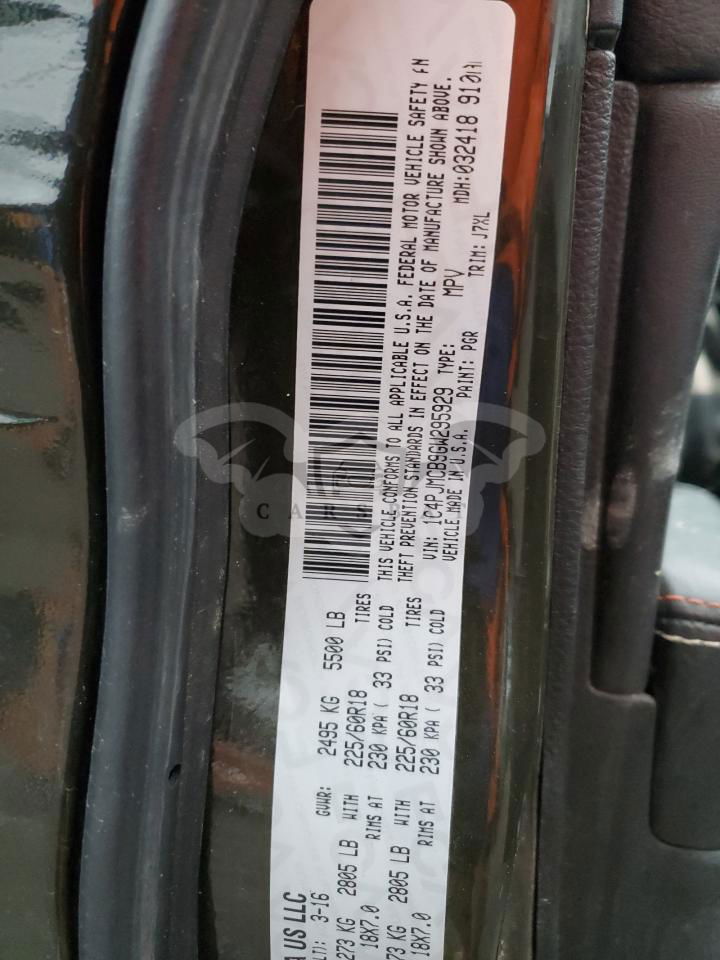 A US LLC
LT): 3-16 GVWR: 2495 KG 5500 LB
273 KG 2805 LB WITH 225/60R18 TIRES
18X7.0 RIMS AT 230 KPA ( 33 PSI) COLD
73 KG 2805 LB WITH 225/60R18 TIRES
18X7.0 RIMS AT 230 KPA ( 33 PSI) COLD
THIS VEHICLE CONFORMS TO ALL APPLICABLE U.S.A. FEDERAL MOTOR VEHICLE SAFETY AN
THEFT PREVENTION STANDARDS IN EFFECT ON THE DATE OF MANUFACTURE SHOWN ABOVE.
VIN: 1C4PJMCB9GW295929 TYPE: MPV MDH:032418 910
VEHICLE MADE IN U.S.A. PAINT: PGR TRIM: J7XL